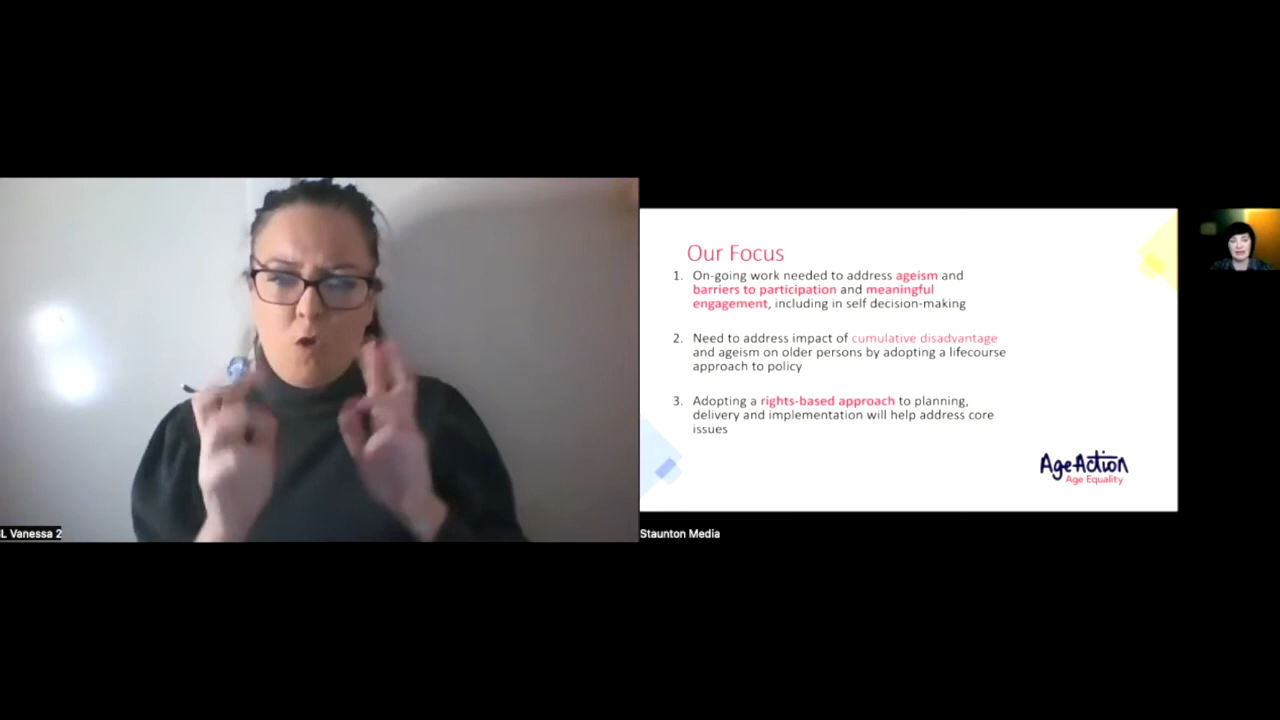 Our Focus
1. On-going work needed to address ageism and
barriers to participation and meaningful
engagement, including in self decision-making
2. Need to address impact of cumulative disadvantage
and ageism on older persons by adopting a lifecourse
approach to policy
3. Adopting a rights-based approach to planning,
delivery and implementation will help address core
issues
AgeAction
Age Equality
L Vanessa 2
Staunton Media